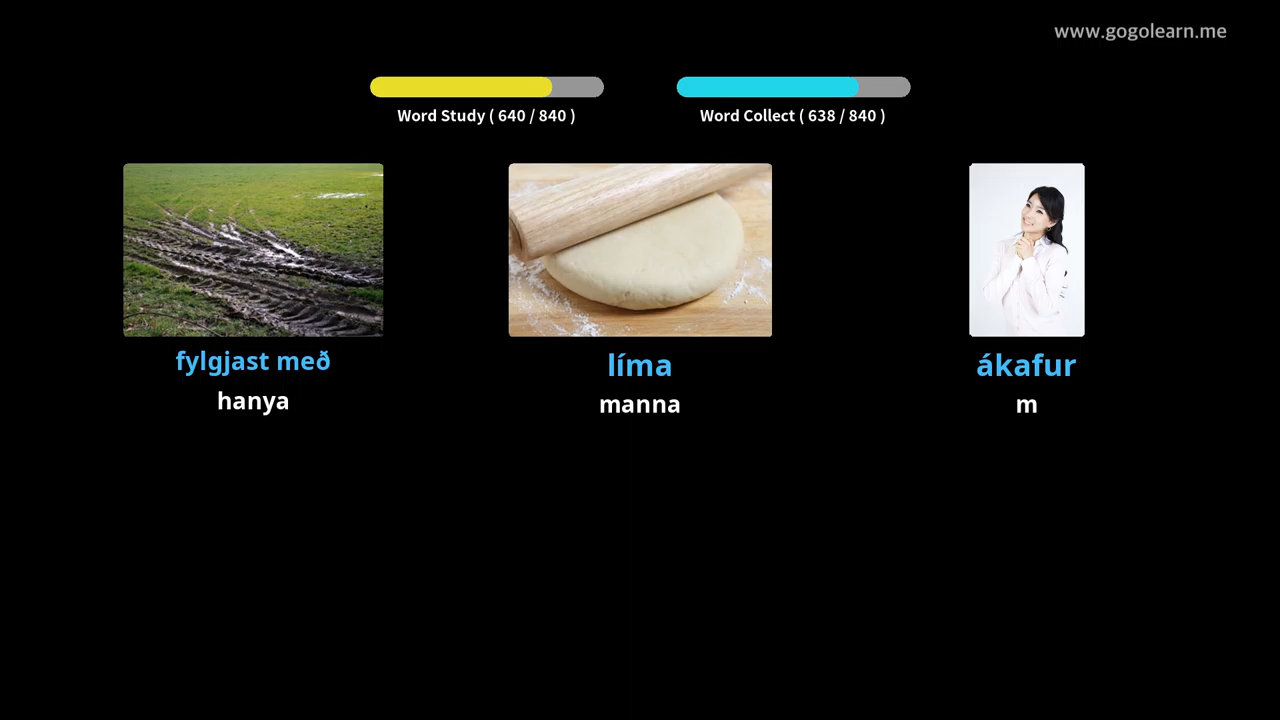 www.gogolearn.me
Word Study ( 640 / 840 )
Word Collect ( 638 / 840 )
fylgjast með
hanya
líma
manna
ákafur
m